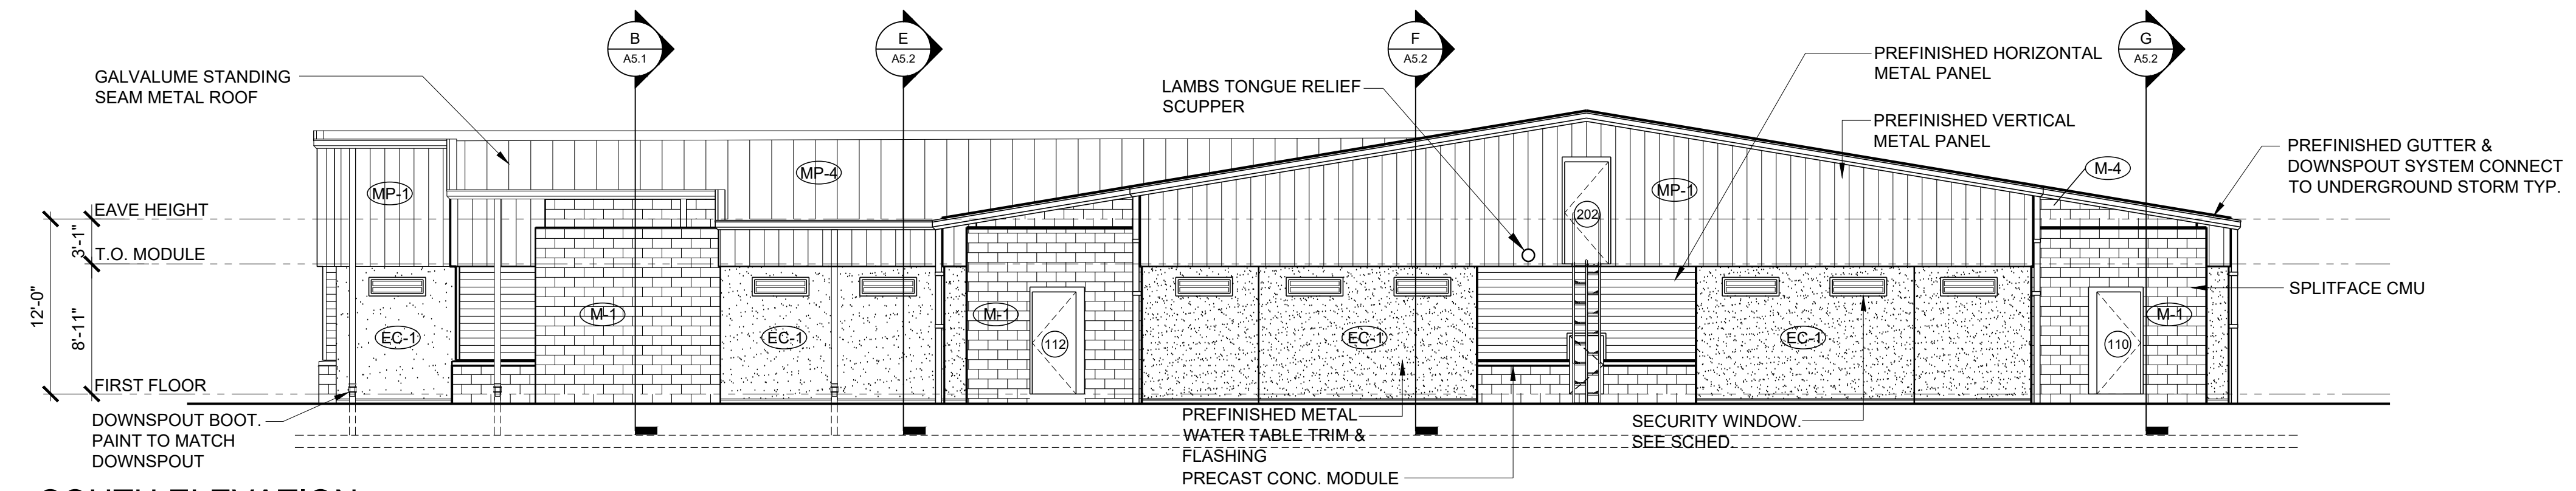 B
A5.1
E
A5.2
F
A5.2
G
A5.2
GALVALUME STANDING
SEAM METAL ROOF
LAMBS TONGUE RELIEF
SCUPPER
PREFINISHED HORIZONTAL
METAL PANEL
PREFINISHED VERTICAL
METAL PANEL
PREFINISHED GUTTER &
DOWNSPOUT SYSTEM CONNECT
TO UNDERGROUND STORM TYP.
M-4
MP-1
MP-4
MP-1
202
EAVE HEIGHT
3'-1"
T.O. MODULE
12'-0"
8'-11"
FIRST FLOOR
EC-1
M-1
EC-1
M-1
112
EC-1
EC-1
M-1
110
SPLITFACE CMU
DOWNSPOUT BOOT.
PAINT TO MATCH
DOWNSPOUT
PREFINISHED METAL
WATER TABLE TRIM &
FLASHING
PRECAST CONC. MODULE
SECURITY WINDOW.
SEE SCHED.
SOUTH ELEVATION